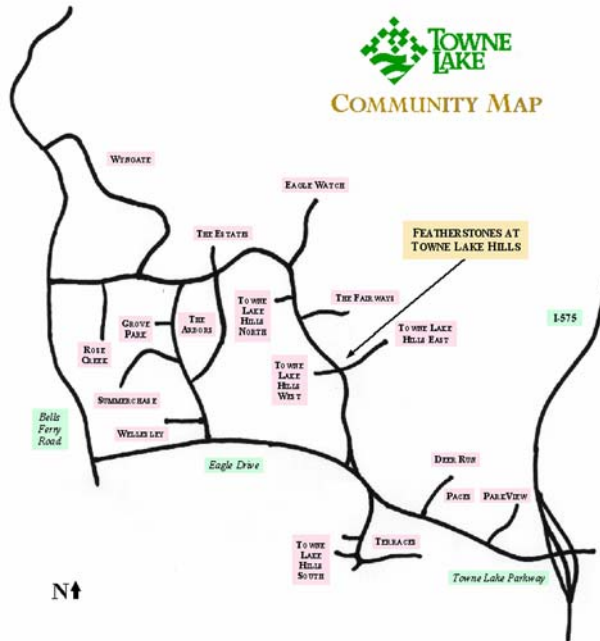 TOWNE
LAKE
COMMUNITY MAP
WYNGATE
EAGLE WATCH
THE ESTATES
FEATHERSTONES AT
TOWNE LAKE HILLS
TOWNE
LAKE
HILLS
NORTH
THE FAIRWAYS
I-575
GROVE
PARK
THE
ARBORS
TOWNE LAKE
HILLS EAST
ROSE
CREEK
TOWNE
LAKE
HILLS
WEST
SUMMERCHASE
Bells
Ferry
Road
WELLESLEY
Eagle Drive
DEER RUN
PACES
PARKVIEW
TOWNE
LAKE
HILLS
SOUTH
TERRACES
Towne Lake Parkway
N